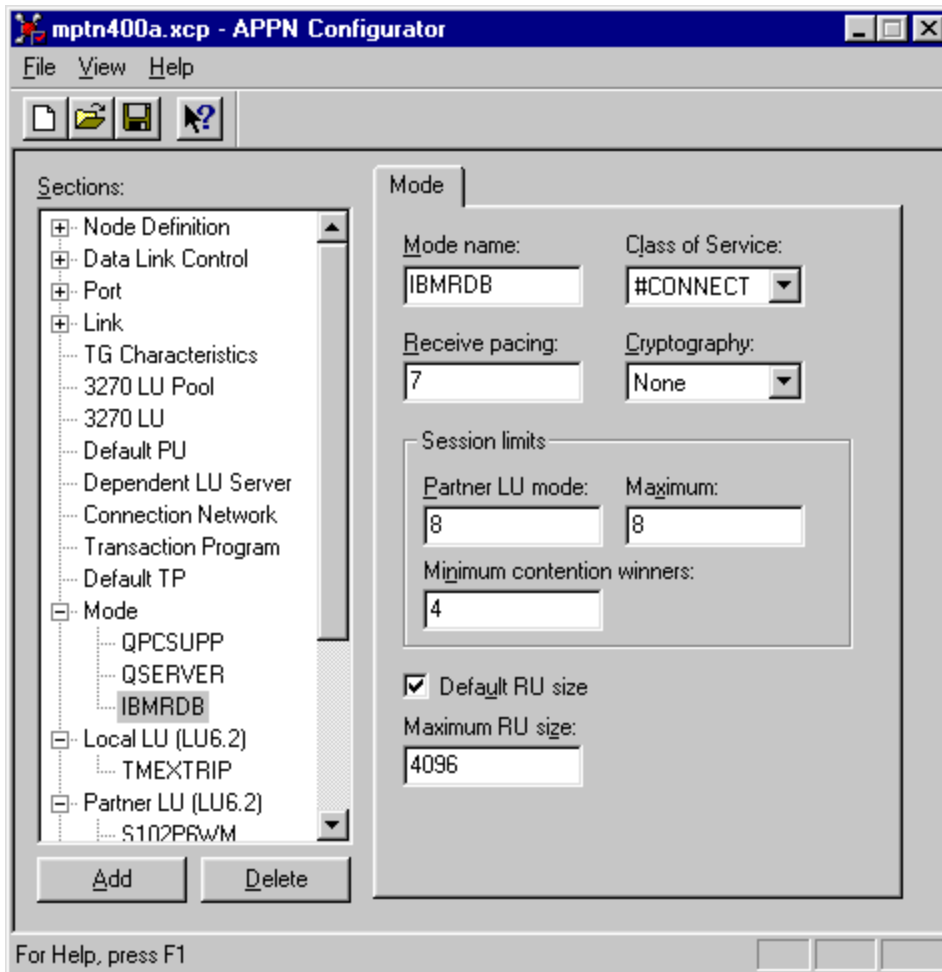 mptn400a.xcp - APPN Configurator
File View Help
Sections:
Node Definition
Data Link Control
Port
Link
TG Characteristics
3270 LU Pool
3270 LU
Default PU
Dependent LU Server
Connection Network
Transaction Program
Default TP
Mode
QPCSUPP
QSERVER
IBMRDB
Local LU (LU6.2)
TMEXTRIP
Partner LU (LU6.2)
S102P6WM
Add Delete
Mode
Mode name: Class of Service:
IBMRDB #CONNECT
Receive pacing: Cryptography:
7 None
Session limits
Partner LU mode: Maximum:
8 8
Minimum contention winners:
4
Default RU size
Maximum RU size:
4096
For Help, press F1